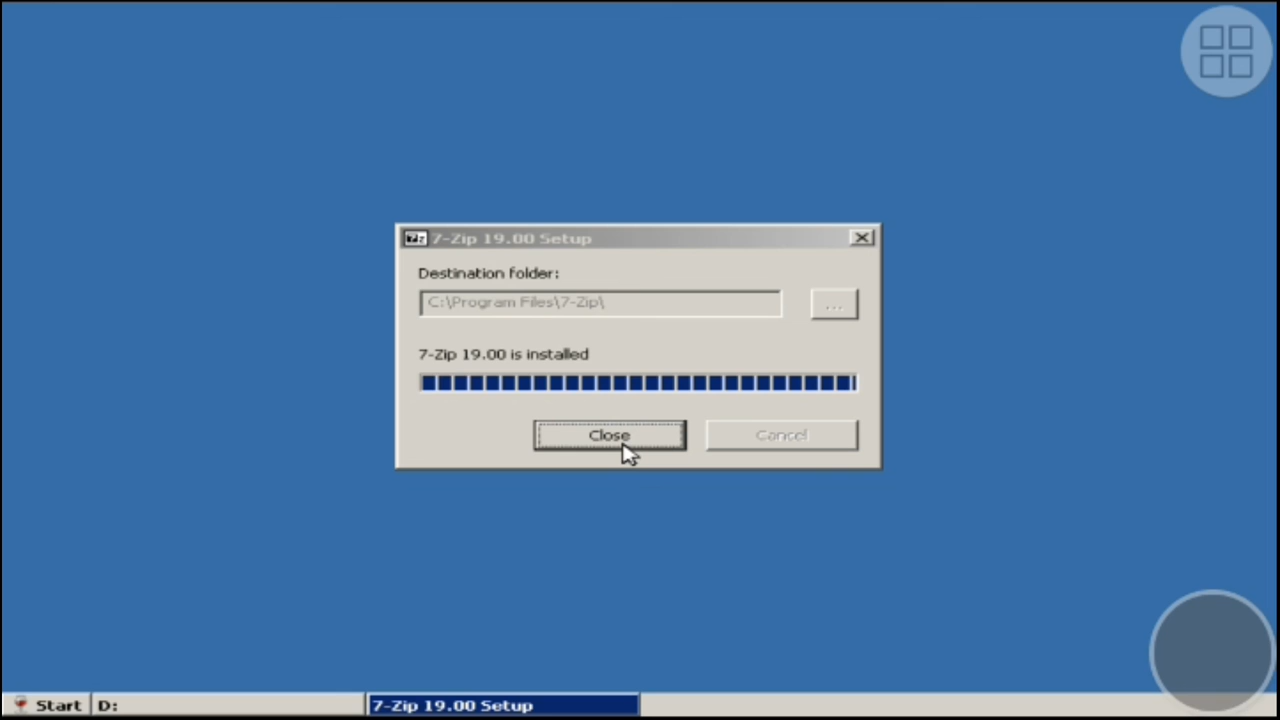 7-Zip 19.00 Setup
Destination folder:
C:\Program Files\7-Zip\
...
7-Zip 19.00 is installed
Close
Cancel
Start
D:
7-Zip 19.00 Setup